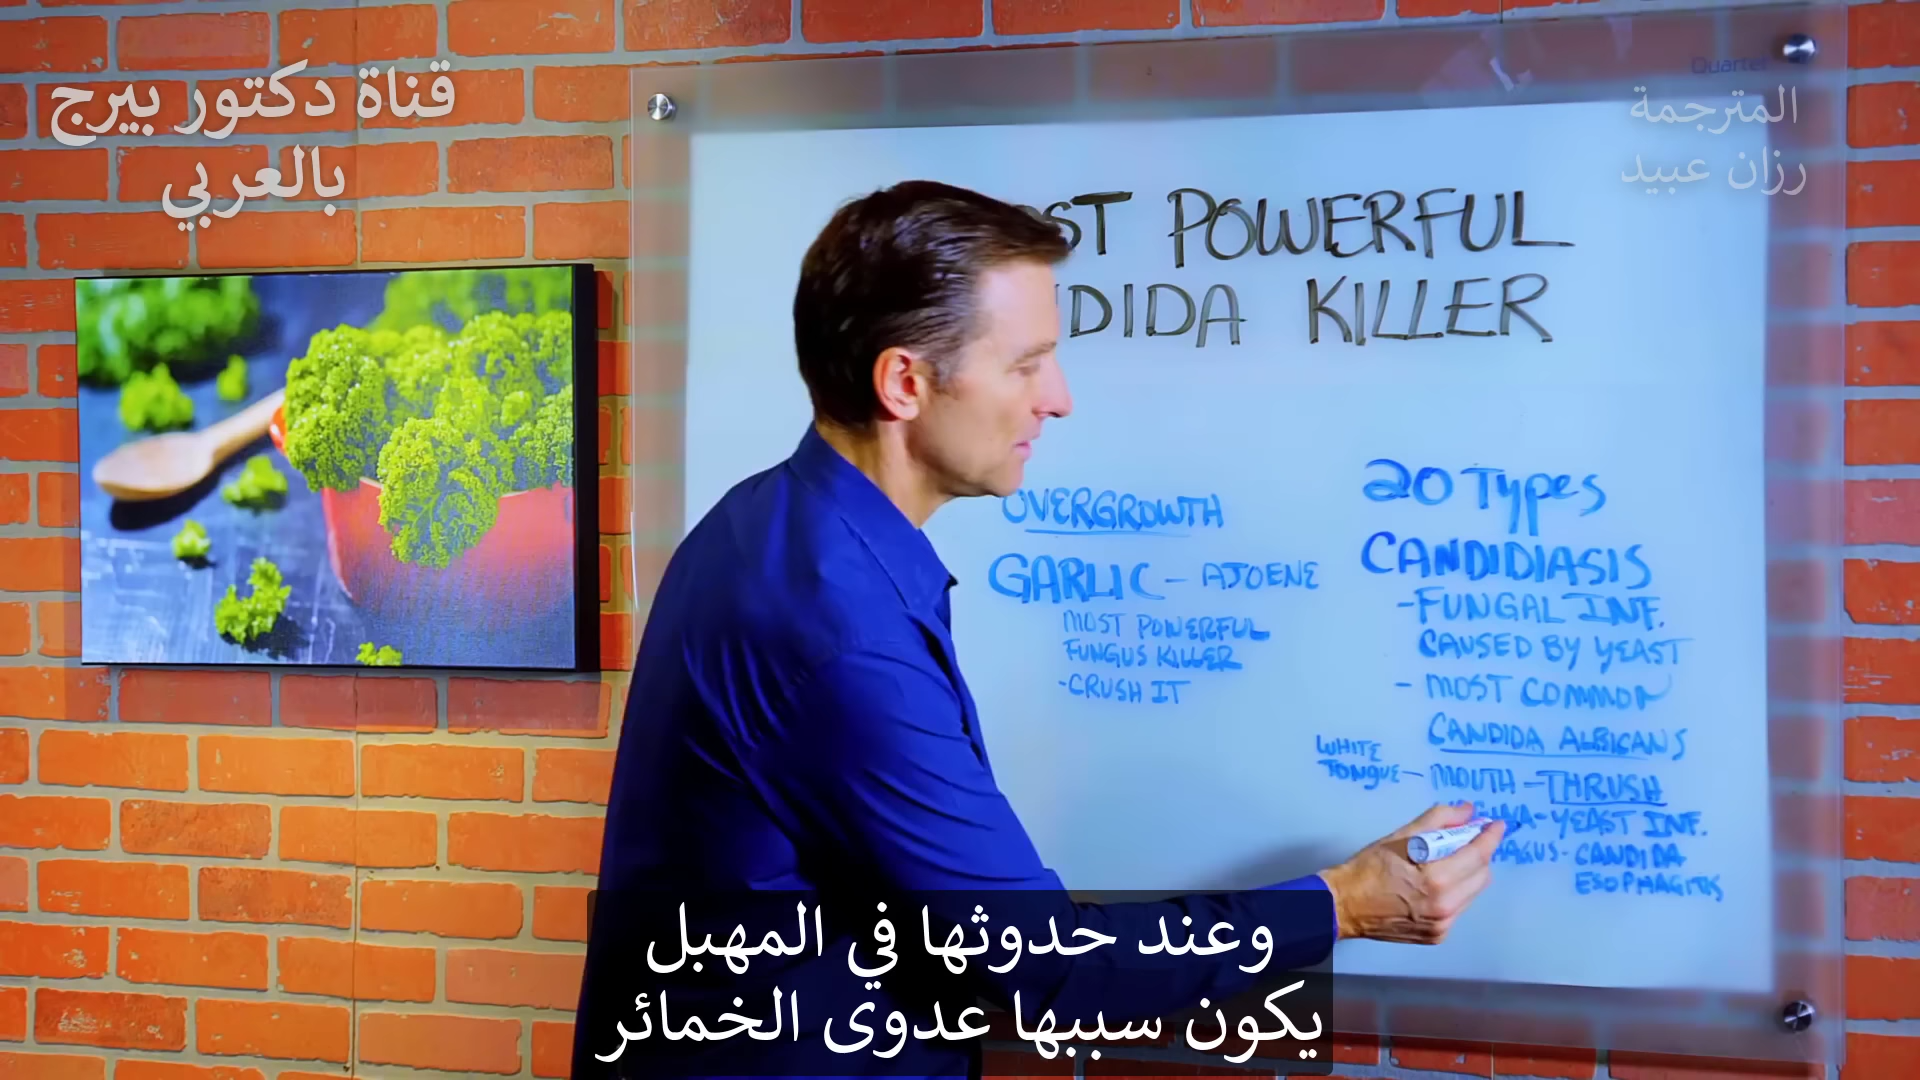 قناة دكتور بيرج
بالعربي
Quartet
المترجمة
رزان عبيد
POWERFUL
KILLER
OVERGROWTH
GARLIC - AJOENE
MOST POWERFUL
FUNGUS KILLER
-CRUSH IT
20 TYPES
CANDIDIASIS
-FUNGAL INF.
CAUSED BY YEAST
- MOST COMMON
CANDIDA ALBICANS
WHITE
TONGUE - MOUTH - THRUSH
YEAST INF.
CANDIDA
ESOPHAGITIS
وعند حدوثها في المهبل
يكون سببها عدوى الخمائر